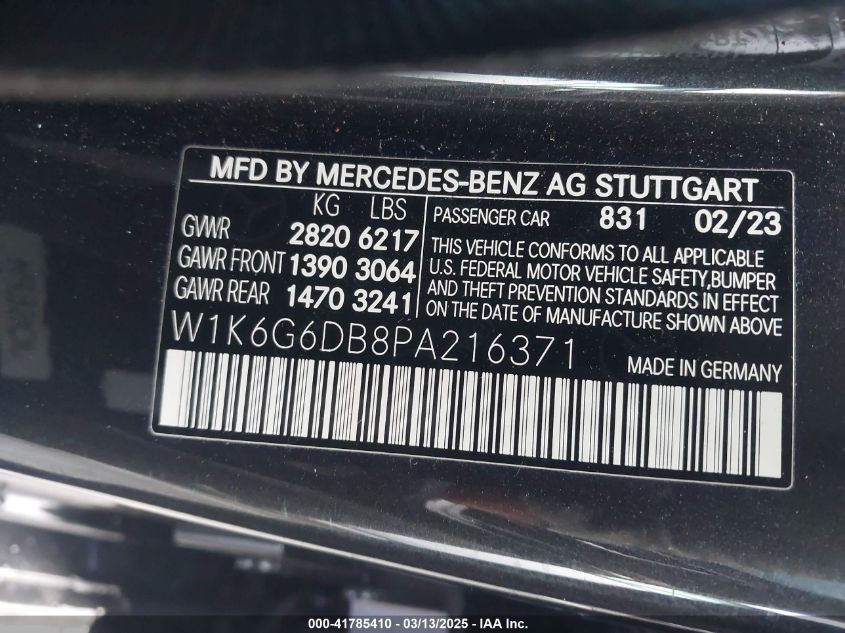 MFD BY MERCEDES-BENZ AG STUTTGART
KG LBS
GVWR 2820 6217
GAWR FRONT 1390 3064
GAWR REAR 1470 3241
PASSENGER CAR 831 02/23
THIS VEHICLE CONFORMS TO ALL APPLICABLE
U.S. FEDERAL MOTOR VEHICLE SAFETY,BUMPER
AND THEFT PREVENTION STANDARDS IN EFFECT
ON THE DATE OF MANUFACTURE SHOWN ABOVE
W1K6G6DB8PA216371
MADE IN GERMANY
000-41785410 - 03/13/2025 - IAA Inc.